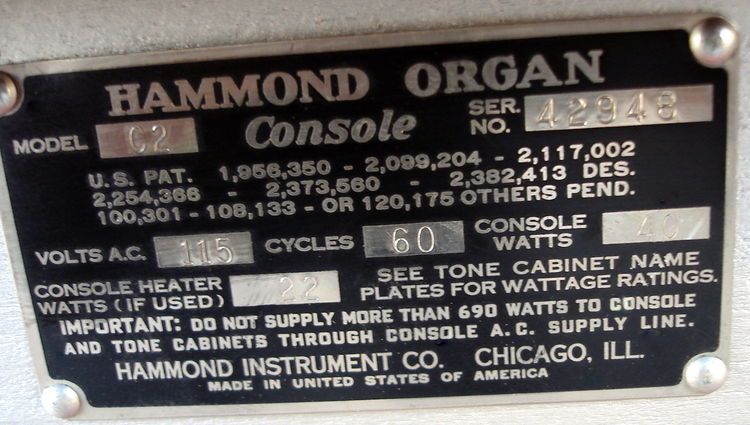 HAMMOND ORGAN
MODEL C2 Console SER. NO. 42948
U.S. PAT. 1,956,350 - 2,099,204 - 2,117,002
2,254,366 - 2,373,560 - 2,382,413 DES.
100,301 - 108,133 - OR 120,175 OTHERS PEND.
VOLTS A.C. 115 CYCLES 60 CONSOLE WATTS 40
CONSOLE HEATER WATTS (IF USED) 22 SEE TONE CABINET NAME
PLATES FOR WATTAGE RATINGS.
IMPORTANT: DO NOT SUPPLY MORE THAN 690 WATTS TO CONSOLE
AND TONE CABINETS THROUGH CONSOLE A.C. SUPPLY LINE.
HAMMOND INSTRUMENT CO. CHICAGO, ILL.
MADE IN UNITED STATES OF AMERICA